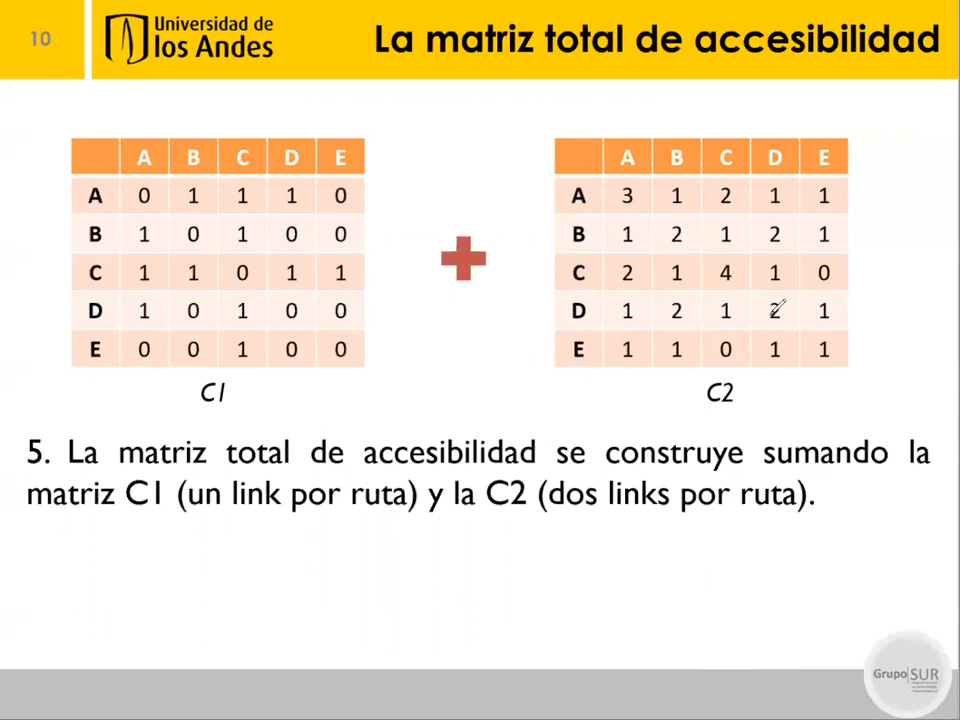 10
Universidad de
los Andes
La matriz total de accesibilidad
A B C D E
A 0 1 1 1 0
B 1 0 1 0 0
C 1 1 0 1 1
D 1 0 1 0 0
E 0 0 1 0 0
C1
A B C D E
A 3 1 2 1 1
B 1 2 1 2 1
C 2 1 4 1 0
D 1 2 1 2 1
E 1 1 0 1 1
C2
5. La matriz total de accesibilidad se construye sumando la
matriz C1 (un link por ruta) y la C2 (dos links por ruta).
Grupo SUR